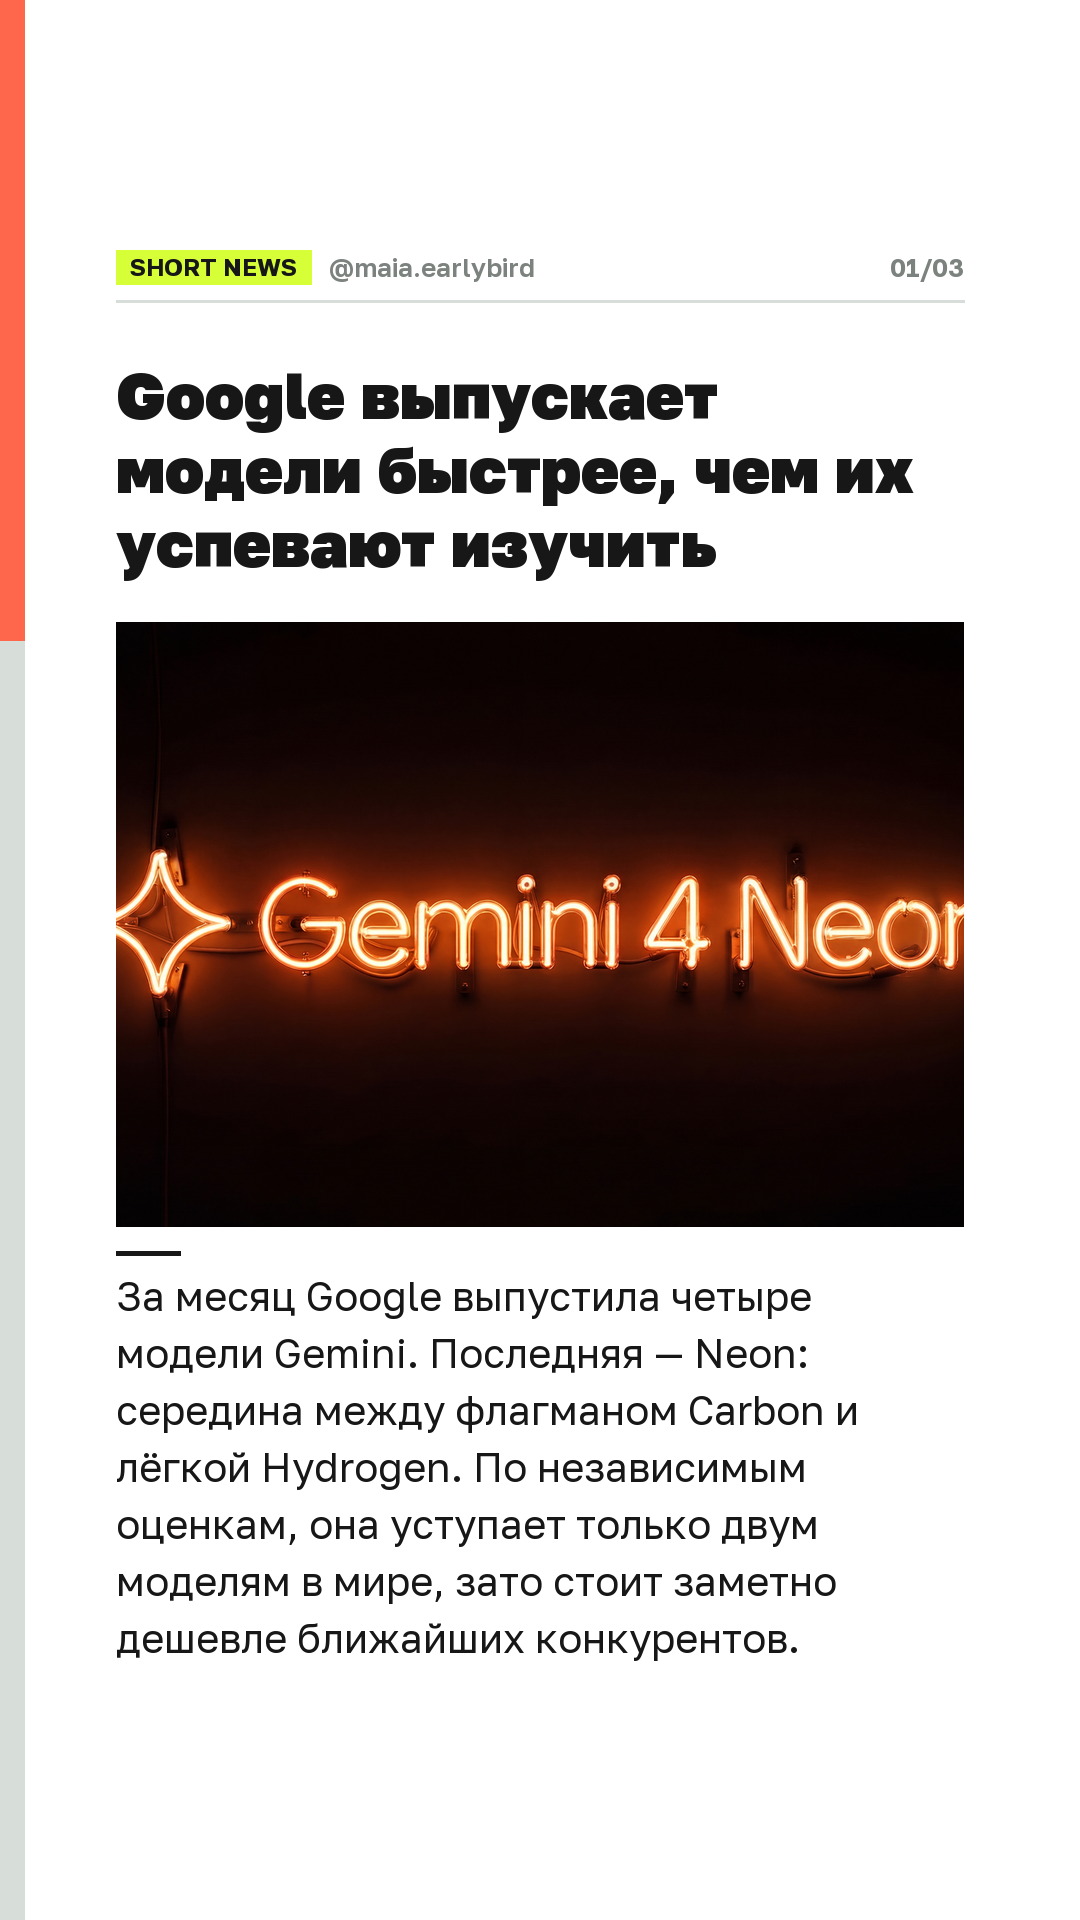 SHORT NEWS @maia.earlybird 01/03
Google выпускает
модели быстрее, чем их
успевают изучить
Gemini 4 Neon
За месяц Google выпустила четыре
модели Gemini. Последняя — Neon:
середина между флагманом Carbon и
лёгкой Hydrogen. По независимым
оценкам, она уступает только двум
моделям в мире, зато стоит заметно
дешевле ближайших конкурентов.